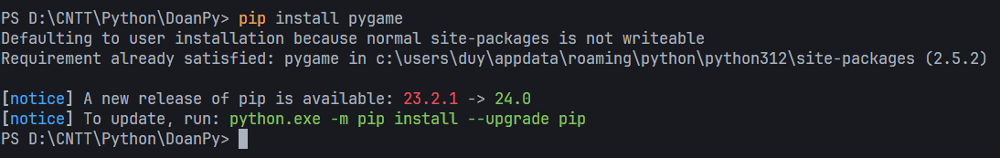 PS D:\CNTT\Python\DoanPy> pip install pygame
Defaulting to user installation because normal site-packages is not writeable
Requirement already satisfied: pygame in c:\users\duy\appdata\roaming\python\python312\site-packages (2.5.2)
[notice] A new release of pip is available: 23.2.1 -> 24.0
[notice] To update, run: python.exe -m pip install --upgrade pip
PS D:\CNTT\Python\DoanPy>